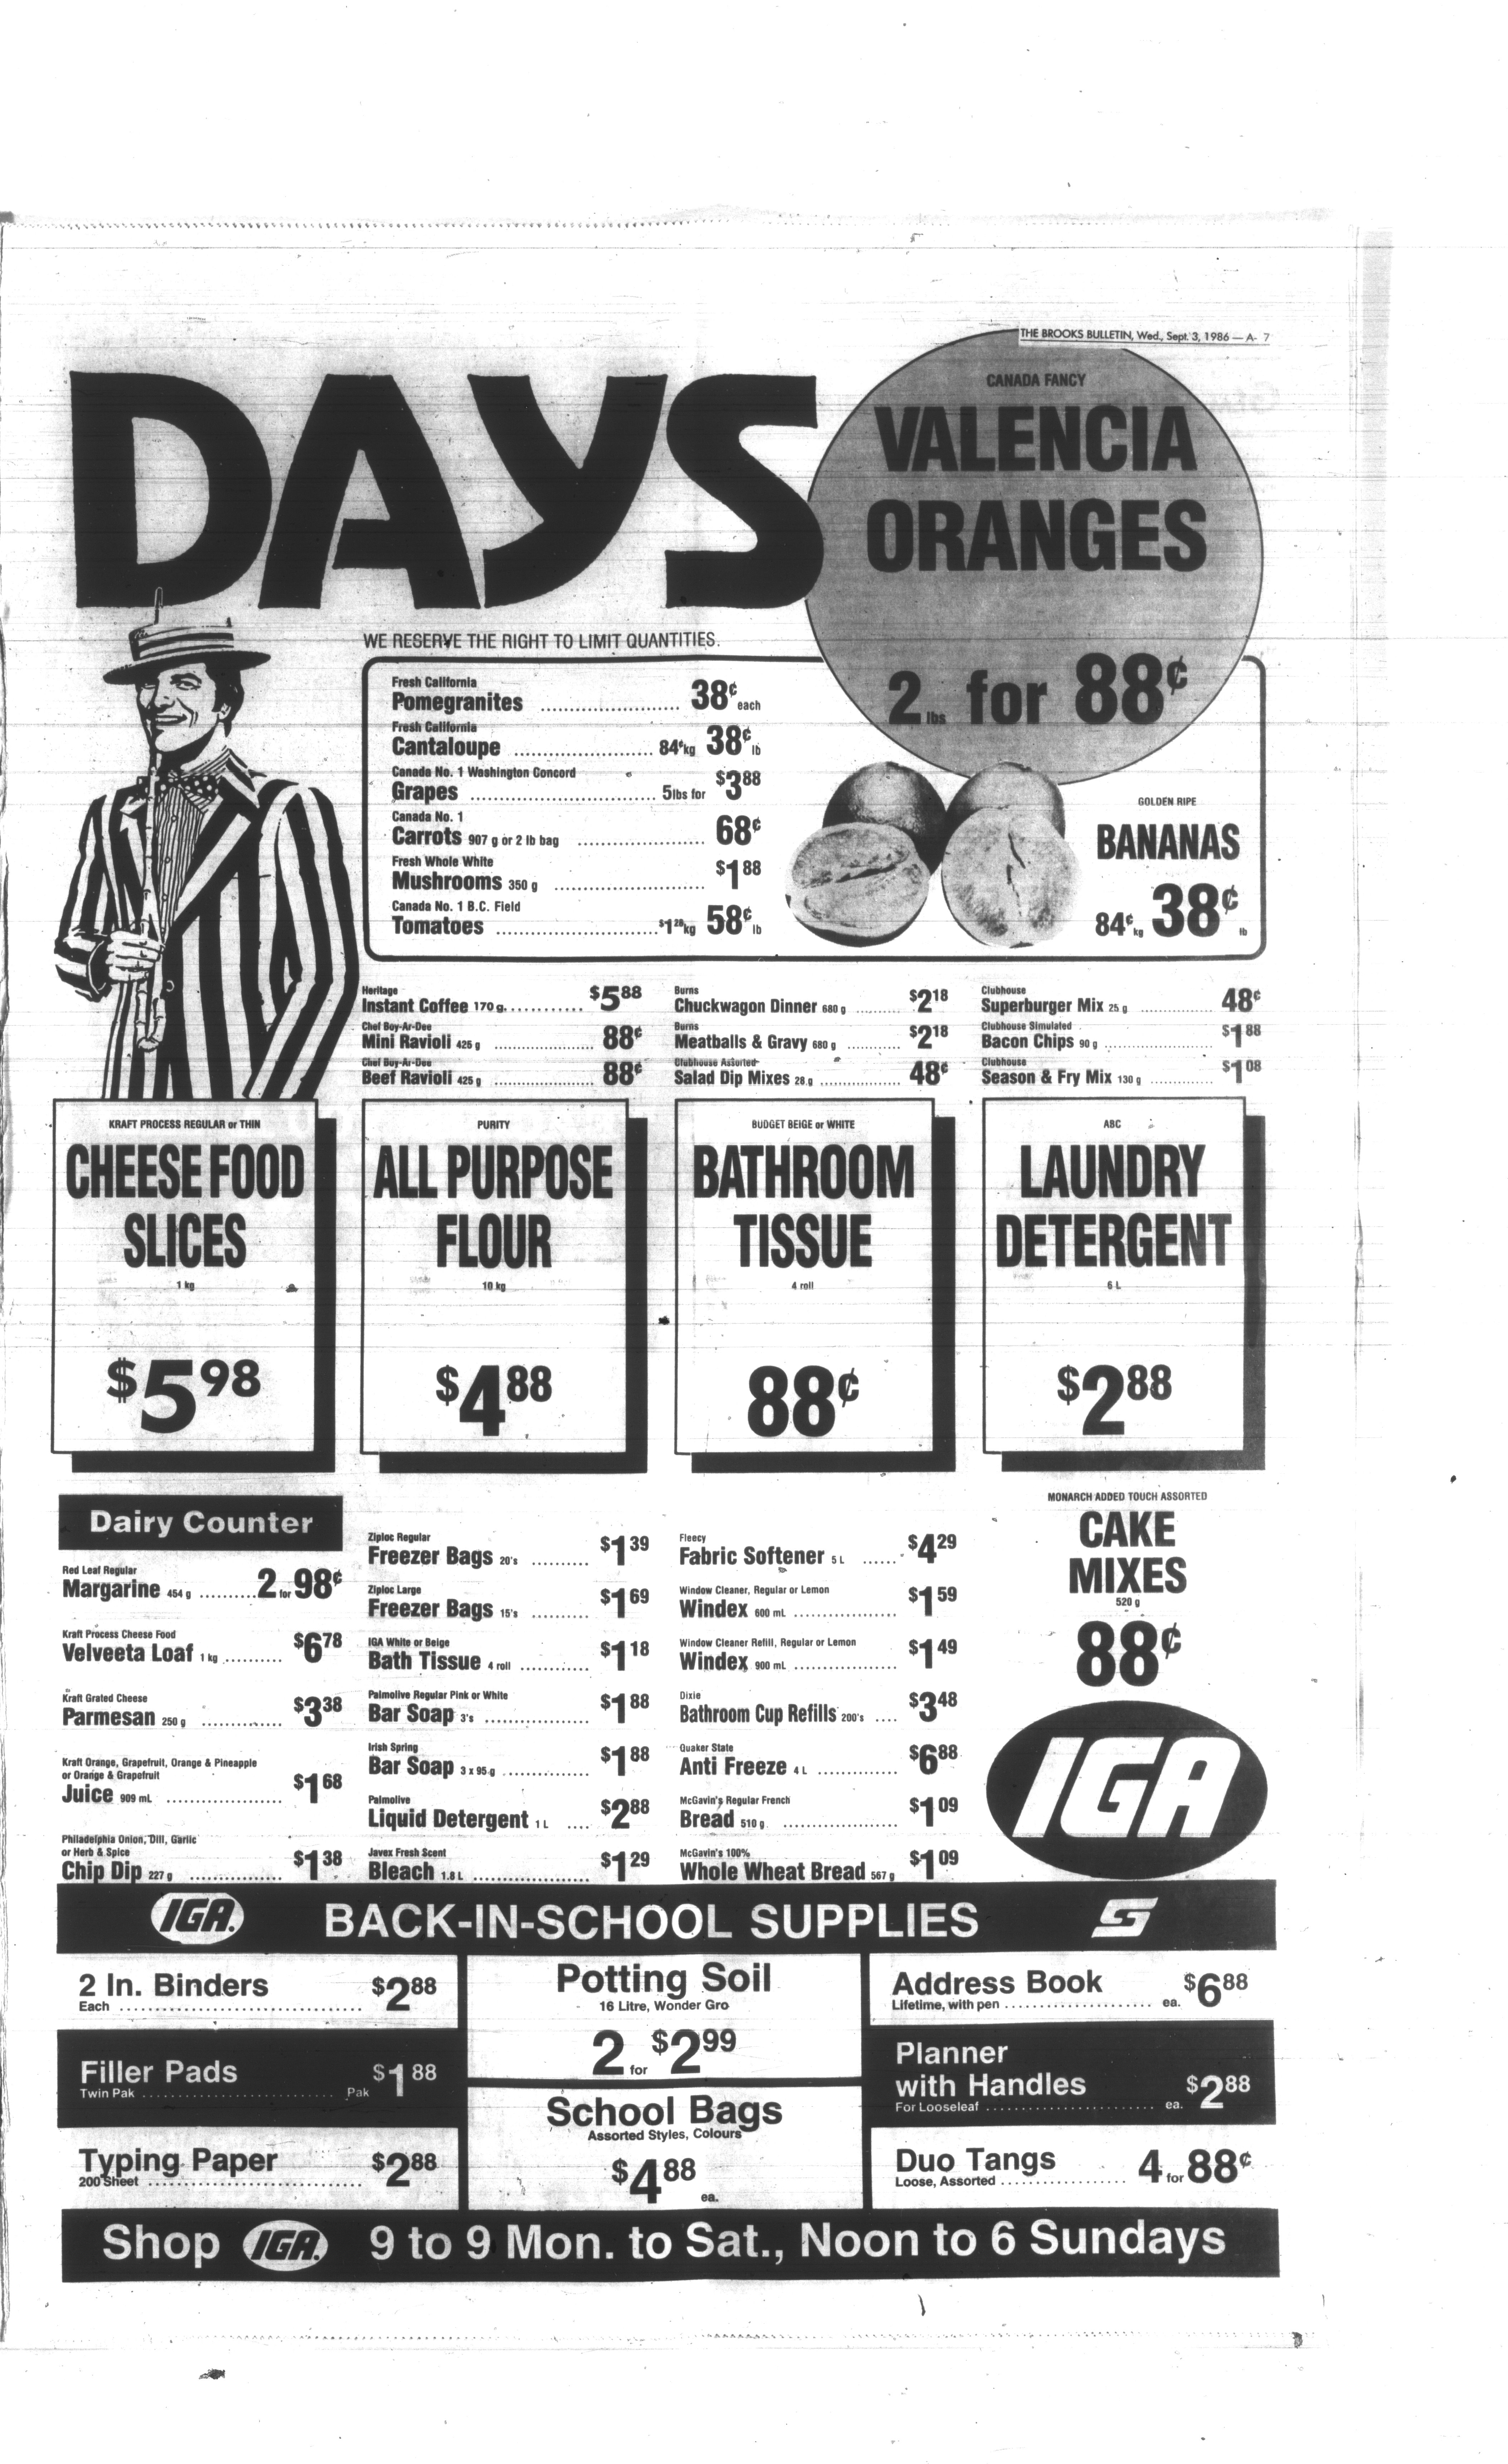 THE BROOKS BULLETIN, Wed., Sept. 3, 1986 — A- 7
DAYS
CANADA FANCY
VALENCIA
ORANGES
2 lbs for 88¢
WE RESERVE THE RIGHT TO LIMIT QUANTITIES.
Fresh California
Pomegranites ..................... 38¢ each
Fresh California
Cantaloupe ..................... 84¢kg 38¢ lb
Canada No. 1 Washington Concord
Grapes ............................ 5lbs for $3 88
Canada No. 1
Carrots 907 g or 2 lb bag ................... 68¢
Fresh Whole White
Mushrooms 350 g ....................... $1 88
Canada No. 1 B.C. Field
Tomatoes ......................... $1 28 kg 58¢ lb
GOLDEN RIPE
BANANAS
84¢ kg 38¢ lb
Heritage
Instant Coffee 170 g. ........... $5 88
Chef Boy-Ar-Dee
Mini Ravioli 425 g ..................... 88¢
Chef Boy-Ar-Dee
Beef Ravioli 425 g ..................... 88¢
Burns
Chuckwagon Dinner 680 g .......... $2 18
Burns
Meatballs & Gravy 680 g ........... $2 18
Clubhouse Assorted
Salad Dip Mixes 28 g ................. 48¢
Clubhouse
Superburger Mix 25 g .............. 48¢
Clubhouse Simulated
Bacon Chips 90 g ....................... $1 88
Clubhouse
Season & Fry Mix 130 g ............. $1 08
KRAFT PROCESS REGULAR or THIN
CHEESE FOOD
SLICES
1 kg
$5 98
PURITY
ALL PURPOSE
FLOUR
10 kg
$4 88
BUDGET BEIGE or WHITE
BATHROOM
TISSUE
4 roll
88¢
ABC
LAUNDRY
DETERGENT
6 L
$2 88
Dairy Counter
Red Leaf Regular
Margarine 454 g .......... 2 for 98¢
Kraft Process Cheese Food
Velveeta Loaf 1 kg .......... $6 78
Kraft Grated Cheese
Parmesan 250 g .............. $3 38
Kraft Orange, Grapefruit, Orange & Pineapple
or Orange & Grapefruit
Juice 909 mL .................... $1 68
Philadelphia Onion, Dill, Garlic
or Herb & Spice
Chip Dip 227 g ................ $1 38
Ziploc Regular
Freezer Bags 20's .......... $1 39
Ziploc Large
Freezer Bags 15's .......... $1 69
IGA White or Beige
Bath Tissue 4 roll ............ $1 18
Palmolive Regular Pink or White
Bar Soap 3's .................. $1 88
Irish Spring
Bar Soap 3 x 95 g ............... $1 88
Palmolive
Liquid Detergent 1 L .... $2 88
Javex Fresh Scent
Bleach 1.8 L .................... $1 29
Fleecy
Fabric Softener 5 L ...... $4 29
Window Cleaner, Regular or Lemon
Windex 600 mL .................. $1 59
Window Cleaner Refill, Regular or Lemon
Windex 900 mL .................. $1 49
Dixie
Bathroom Cup Refills 200's .... $3 48
Quaker State
Anti Freeze 4 L .............. $6 88
McGavin's Regular French
Bread 510 g .................... $1 09
McGavin's 100%
Whole Wheat Bread 567 g $1 09
MONARCH ADDED TOUCH ASSORTED
CAKE
MIXES
520 g
88¢
IGA
IGA BACK-IN-SCHOOL SUPPLIES
2 In. Binders
Each .................................. $2 88
Filler Pads
Twin Pak ........................... Pak $1 88
Typing Paper
200 Sheet ............................ $2 88
Potting Soil
16 Litre, Wonder Gro
2 for $2 99
School Bags
Assorted Styles, Colours
$4 88 ea.
Address Book
Lifetime, with pen ..................... ea. $6 88
Planner
with Handles
For Looseleaf ........................ ea. $2 88
Duo Tangs
Loose, Assorted .................. 4 for 88¢
Shop IGA 9 to 9 Mon. to Sat., Noon to 6 Sundays